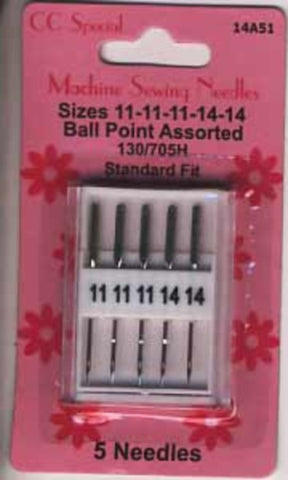 CC Special
14A51
Machine Sewing Needles
Sizes 11-11-11-14-14
Ball Point Assorted
130/705H
Standard Fit
11 11 11 14 14
5 Needles